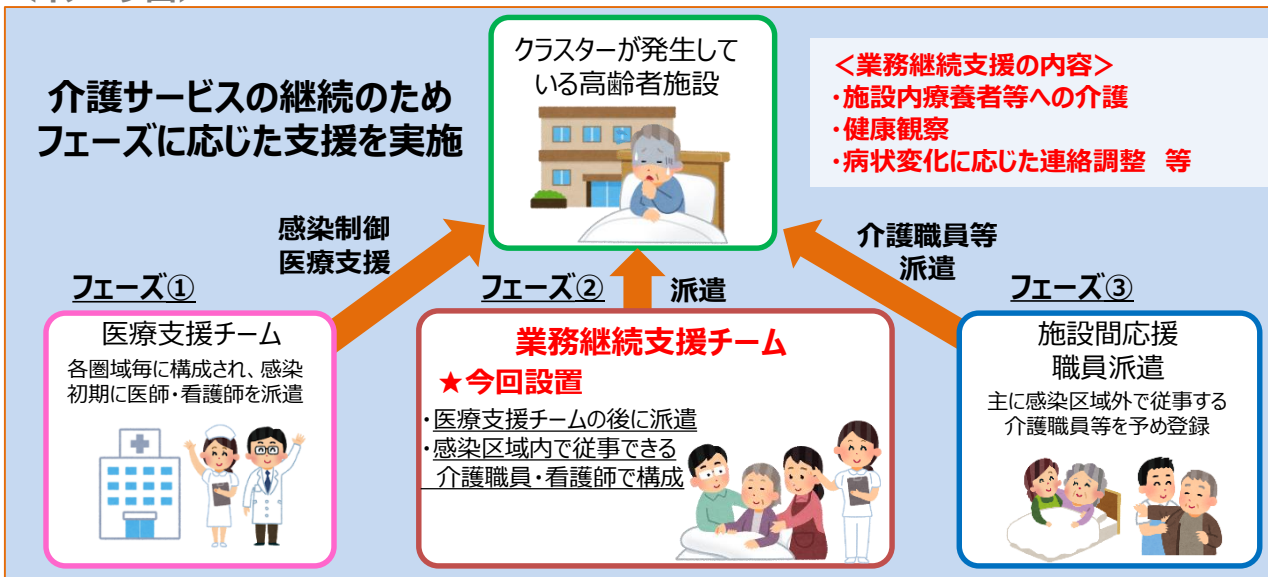 介護サービスの継続のため
フェーズに応じた支援を実施
クラスターが発生して
いる高齢者施設
<業務継続支援の内容>
・施設内療養者等への介護
・健康観察
・病状変化に応じた連絡調整 等
感染制御
医療支援
介護職員等
派遣
フェーズ①
医療支援チーム
各圏域毎に構成され、感染
初期に医師・看護師を派遣
フェーズ②
派遣
業務継続支援チーム
★今回設置
・医療支援チームの後に派遣
・感染区域内で従事できる
介護職員・看護師で構成
フェーズ③
施設間応援
職員派遣
主に感染区域外で従事する
介護職員等を予め登録